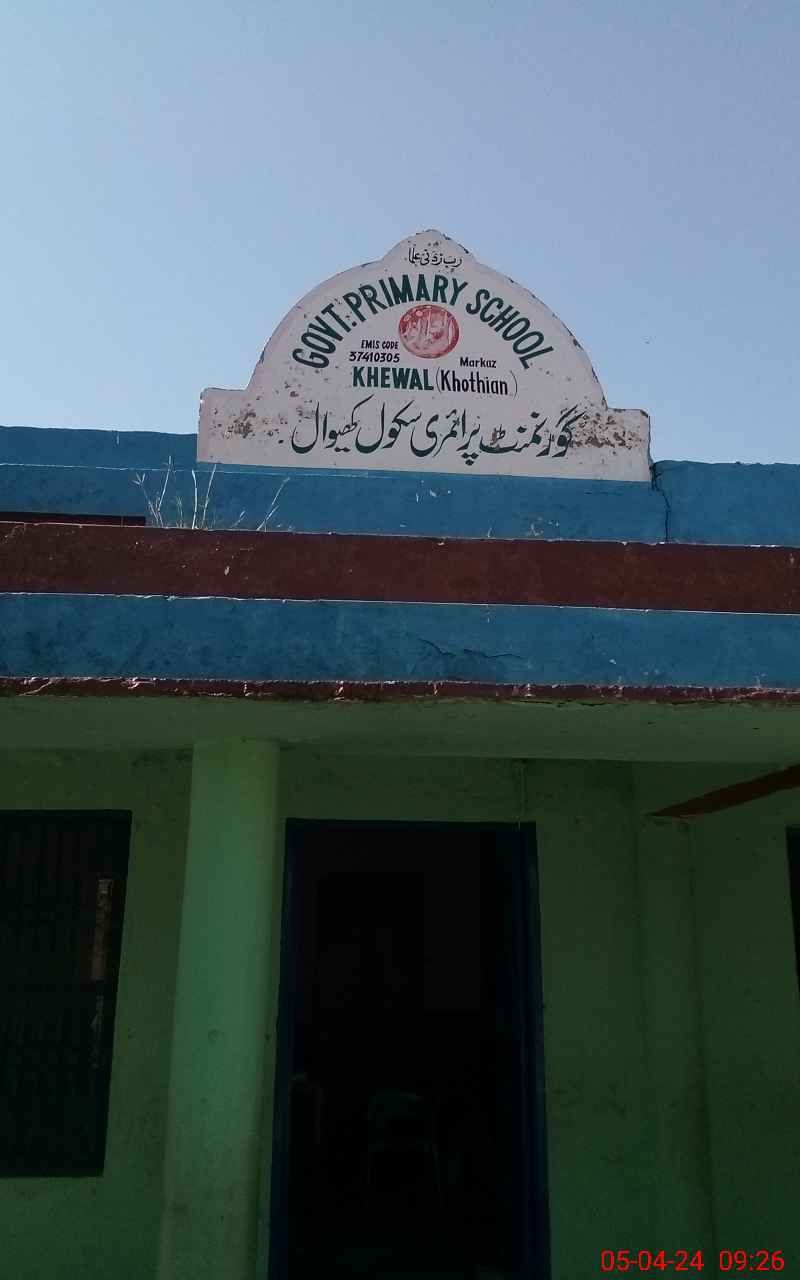 رب زدنی علما
GOVT. PRIMARY SCHOOL
EMIS CODE
37410305
Markaz
KHEWAL (Khothian)
گورنمنٹ پرائمری سکول کھیوال
05-04-24 09:26